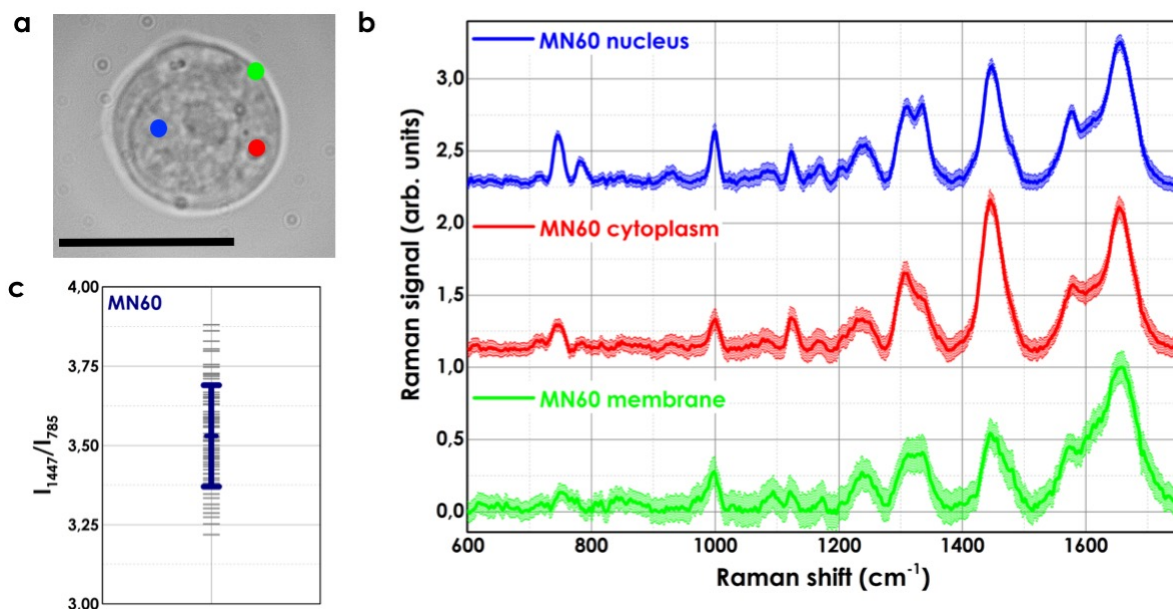 a
b
MN60 nucleus
MN60 cytoplasm
MN60 membrane
Raman signal (arb. units)
3,0
2,5
2,0
1,5
1,0
0,5
0,0
600
800
1000
1200
1400
1600
Raman shift (cm⁻¹)
c
MN60
4,00
3,75
3,50
3,25
3,00
I₁₄₄₇/I₇₈₅